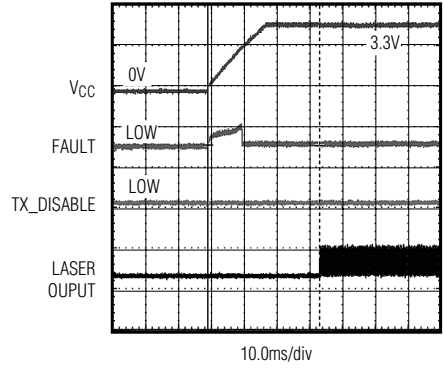 VCC
0V
3.3V
FAULT
LOW
TX_DISABLE
LOW
LASER
OUPUT
10.0ms/div